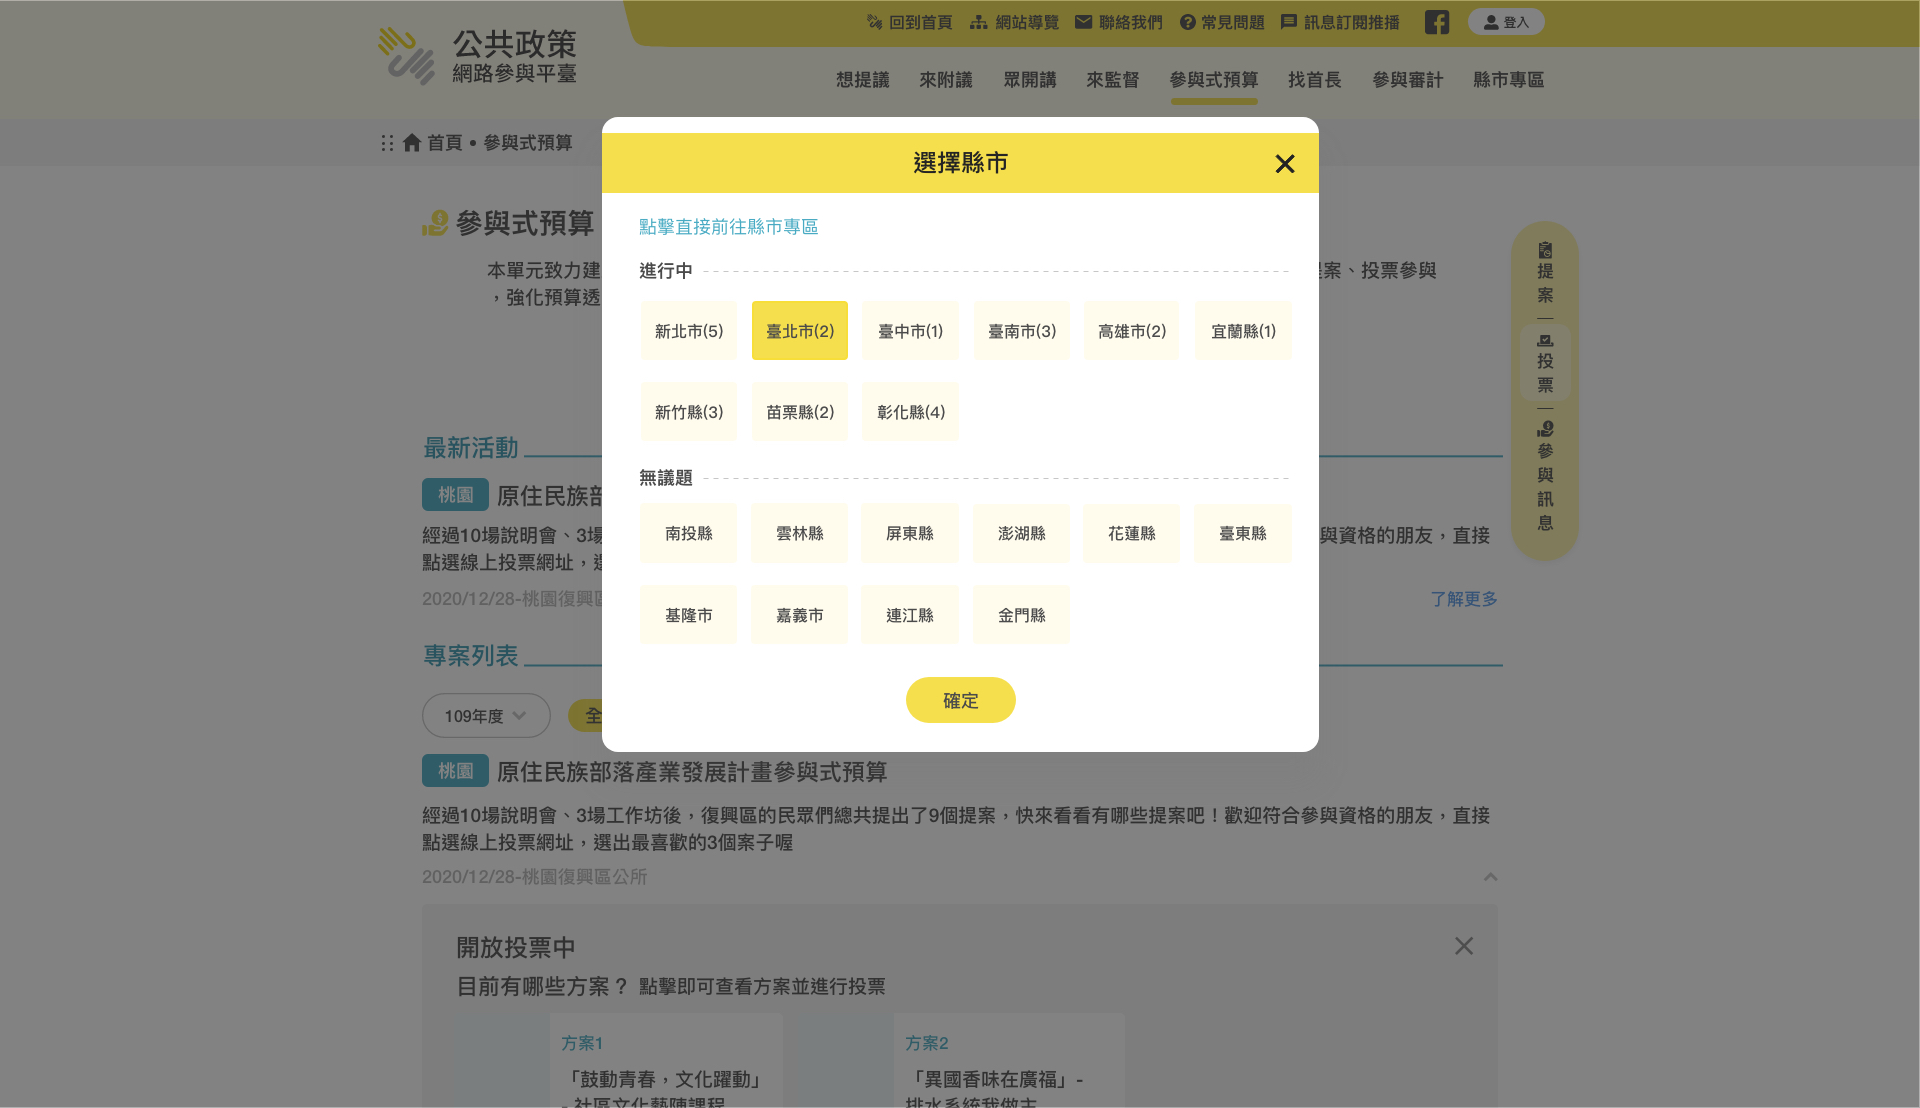 公共政策
網路參與平臺
回到首頁 網站導覽 聯絡我們 常見問題 訊息訂閱推播 登入
想提議 來附議 眾開講 來監督 參與式預算 找首長 參與審計 縣市專區
首頁 • 參與式預算
參與式預算
本單元致力建
提案、投票參與
，強化預算透
選擇縣市
點擊直接前往縣市專區
進行中
新北市(5) 臺北市(2) 臺中市(1) 臺南市(3) 高雄市(2) 宜蘭縣(1)
新竹縣(3) 苗栗縣(2) 彰化縣(4)
無議題
南投縣 雲林縣 屏東縣 澎湖縣 花蓮縣 臺東縣
基隆市 嘉義市 連江縣 金門縣
確定
提案
投票
參與訊息
最新活動
桃園 原住民族部
經過10場說明會、3場
與資格的朋友，直接
點選線上投票網址，選
2020/12/28-桃園復興區
了解更多
專案列表
109年度 全
桃園 原住民族部落產業發展計畫參與式預算
經過10場說明會、3場工作坊後，復興區的民眾們總共提出了9個提案，快來看看有哪些提案吧！歡迎符合參與資格的朋友，直接
點選線上投票網址，選出最喜歡的3個案子喔
2020/12/28-桃園復興區公所
開放投票中
目前有哪些方案？ 點擊即可查看方案並進行投票
方案1
「鼓動青春，文化躍動」
- 社區文化藝陣課程
方案2
「異國香味在廣福」-
排水系統我做主